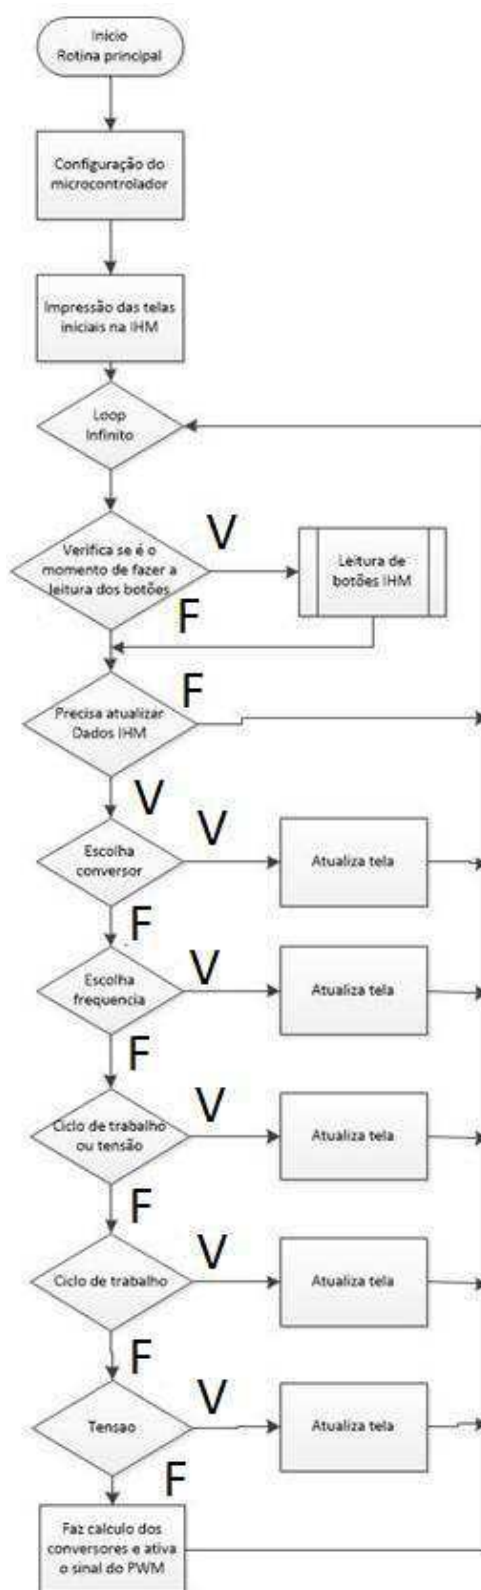 Início
Rotina principal
Configuração do
microcontrolador
Impressão das telas
iniciais na IHM
Loop
Infinito
Verifica se é o
momento de fazer a
leitura dos botões
V
Leitura de
botões IHM
F
Precisa atualizar
Dados IHM
F
V
Escolha
conversor
V
Atualiza tela
F
Escolha
frequência
V
Atualiza tela
F
Ciclo de trabalho
ou tensão
V
Atualiza tela
F
Ciclo de trabalho
V
Atualiza tela
F
Tensao
V
Atualiza tela
F
Faz calculo dos
conversores e ativa
o sinal do PWM